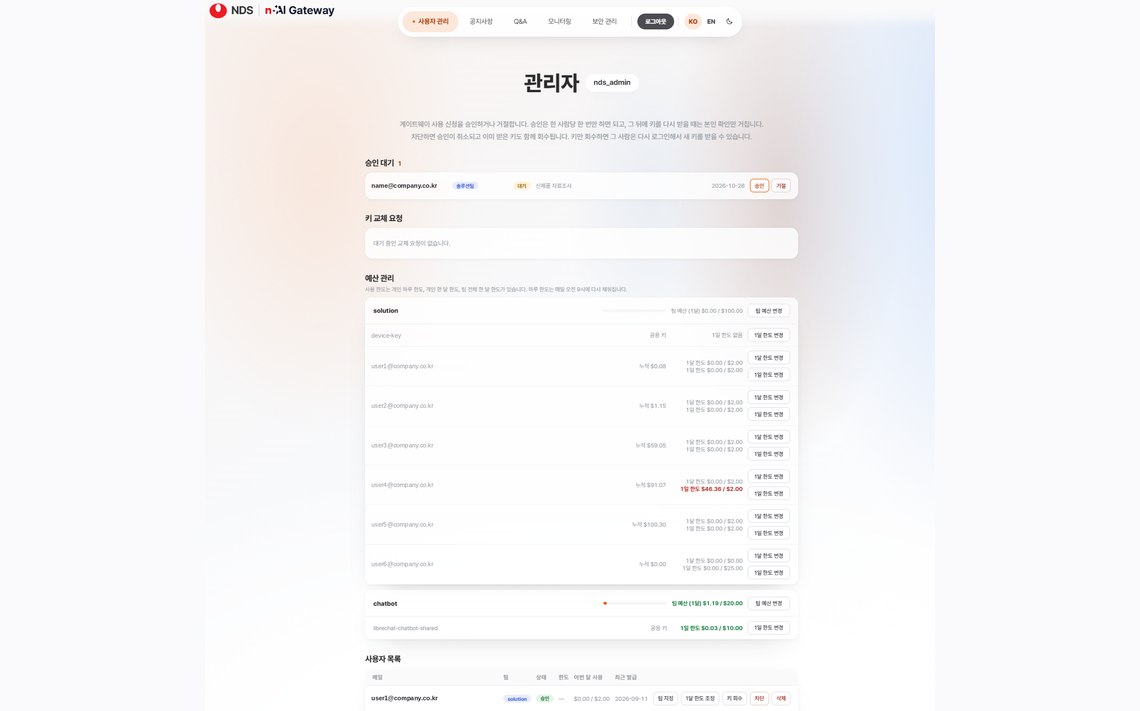 NDS n·AI Gateway
사용자 관리 공지사항 Q&A 모니터링 보안 관리 로그아웃 KO EN
관리자 nds_admin
게이트웨이 사용 신청을 승인하거나 거절합니다. 승인은 한 사람당 한 번만 하면 되고, 그 뒤에 키를 다시 받을 때는 본인 확인만 거칩니다.
차단하면 승인이 취소되고 이미 받은 키도 함께 회수됩니다. 키만 회수하면 그 사람은 다시 로그인해서 새 키를 받을 수 있습니다.
승인 대기 1
name@company.co.kr 솔루션팀 대기 신제품 자료조사 2026-10-28 승인 거절
키 교체 요청
대기 중인 교체 요청이 없습니다.
예산 관리
사용 한도는 개인 하루 한도, 개인 한 달 한도, 팀 전체 한 달 한도가 있습니다. 하루 한도는 매일 오전 9시에 다시 채워집니다.
solution 팀 예산 (1달) $0.00 / $100.00 팀 예산 변경
device-key 공용 키 1일 한도 없음 1일 한도 변경
user1@company.co.kr 누적 $0.08 1달 한도 $0.00 / $2.00 1달 한도 변경
1일 한도 $0.00 / $2.00 1일 한도 변경
user2@company.co.kr 누적 $1.15 1달 한도 $0.00 / $2.00 1달 한도 변경
1일 한도 $0.00 / $2.00 1일 한도 변경
user3@company.co.kr 누적 $59.05 1달 한도 $0.00 / $2.00 1달 한도 변경
1일 한도 $0.00 / $2.00 1일 한도 변경
user4@company.co.kr 누적 $91.07 1달 한도 $0.00 / $2.00 1달 한도 변경
1일 한도 $46.36 / $2.00 1일 한도 변경
user5@company.co.kr 누적 $100.30 1달 한도 $0.00 / $2.00 1달 한도 변경
1일 한도 $0.00 / $2.00 1일 한도 변경
user6@company.co.kr 누적 $0.00 1달 한도 $0.00 / $0.00 1달 한도 변경
1일 한도 $0.00 / $25.00 1일 한도 변경
chatbot 팀 예산 (1달) $1.19 / $20.00 팀 예산 변경
librechat-chatbot-shared 공용 키 1일 한도 $0.03 / $10.00 1일 한도 변경
사용자 목록
메일 팀 상태 한도 이번 달 사용 최근 발급
user1@company.co.kr solution 승인 — $0.00 / $2.00 2026-09-11 팀 지정 1달 한도 조정 키 회수 차단 삭제